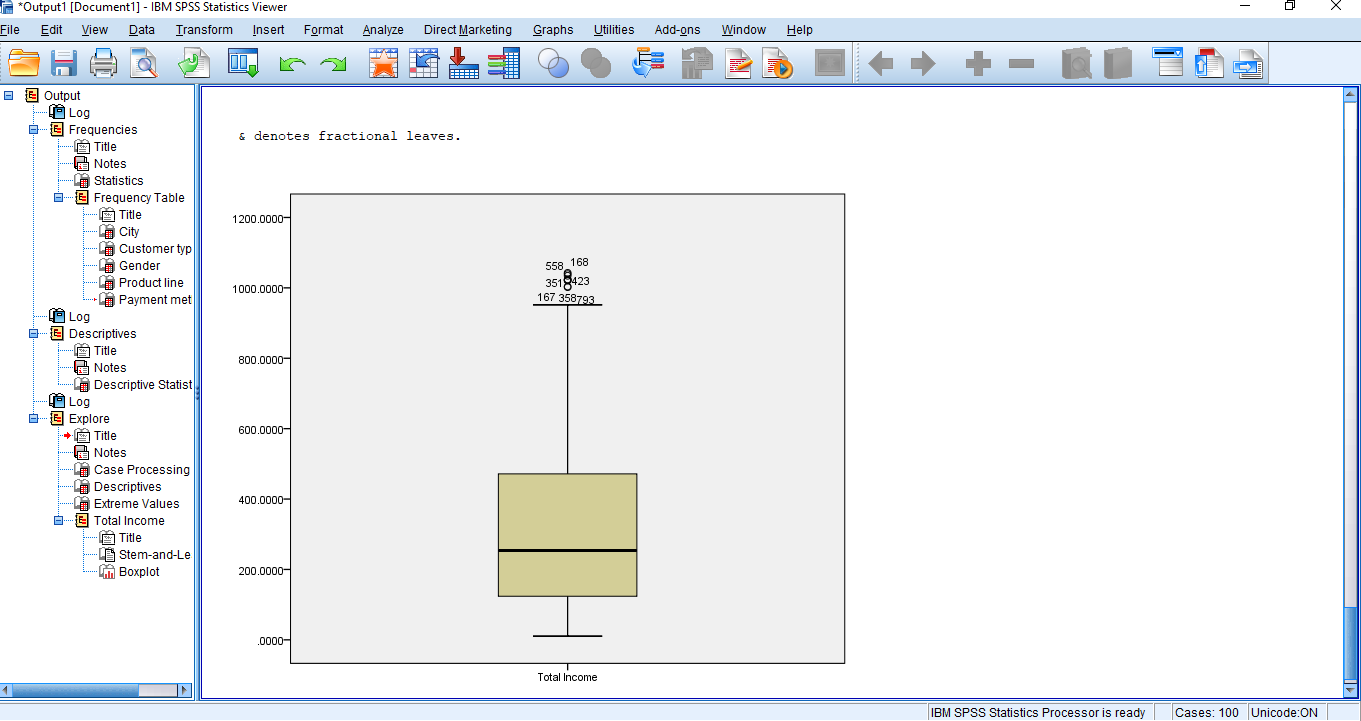 *Output1 [Document1] - IBM SPSS Statistics Viewer
File Edit View Data Transform Insert Format Analyze Direct Marketing Graphs Utilities Add-ons Window Help
Output
Log
Frequencies
Title
Notes
Statistics
Frequency Table
Title
City
Customer typ
Gender
Product line
Payment met
Log
Descriptives
Title
Notes
Descriptive Statist
Log
Explore
Title
Notes
Case Processing
Descriptives
Extreme Values
Total Income
Title
Stem-and-Le
Boxplot
& denotes fractional leaves.
1200.0000
1000.0000
800.0000
600.0000
400.0000
200.0000
.0000
558 168
351 423
167 358 793
Total Income
IBM SPSS Statistics Processor is ready Cases: 100 Unicode:ON